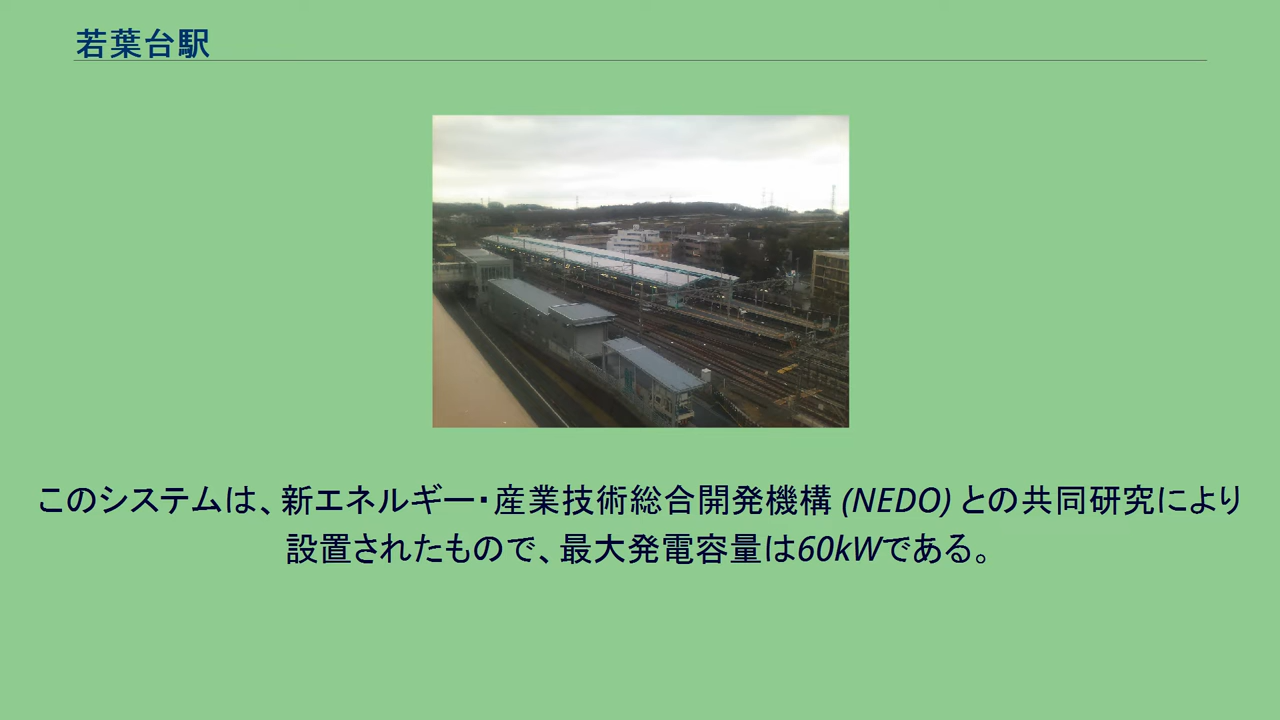 若葉台駅
このシステムは、新エネルギー・産業技術総合開発機構 (NEDO) との共同研究により
設置されたもので、最大発電容量は60kWである。